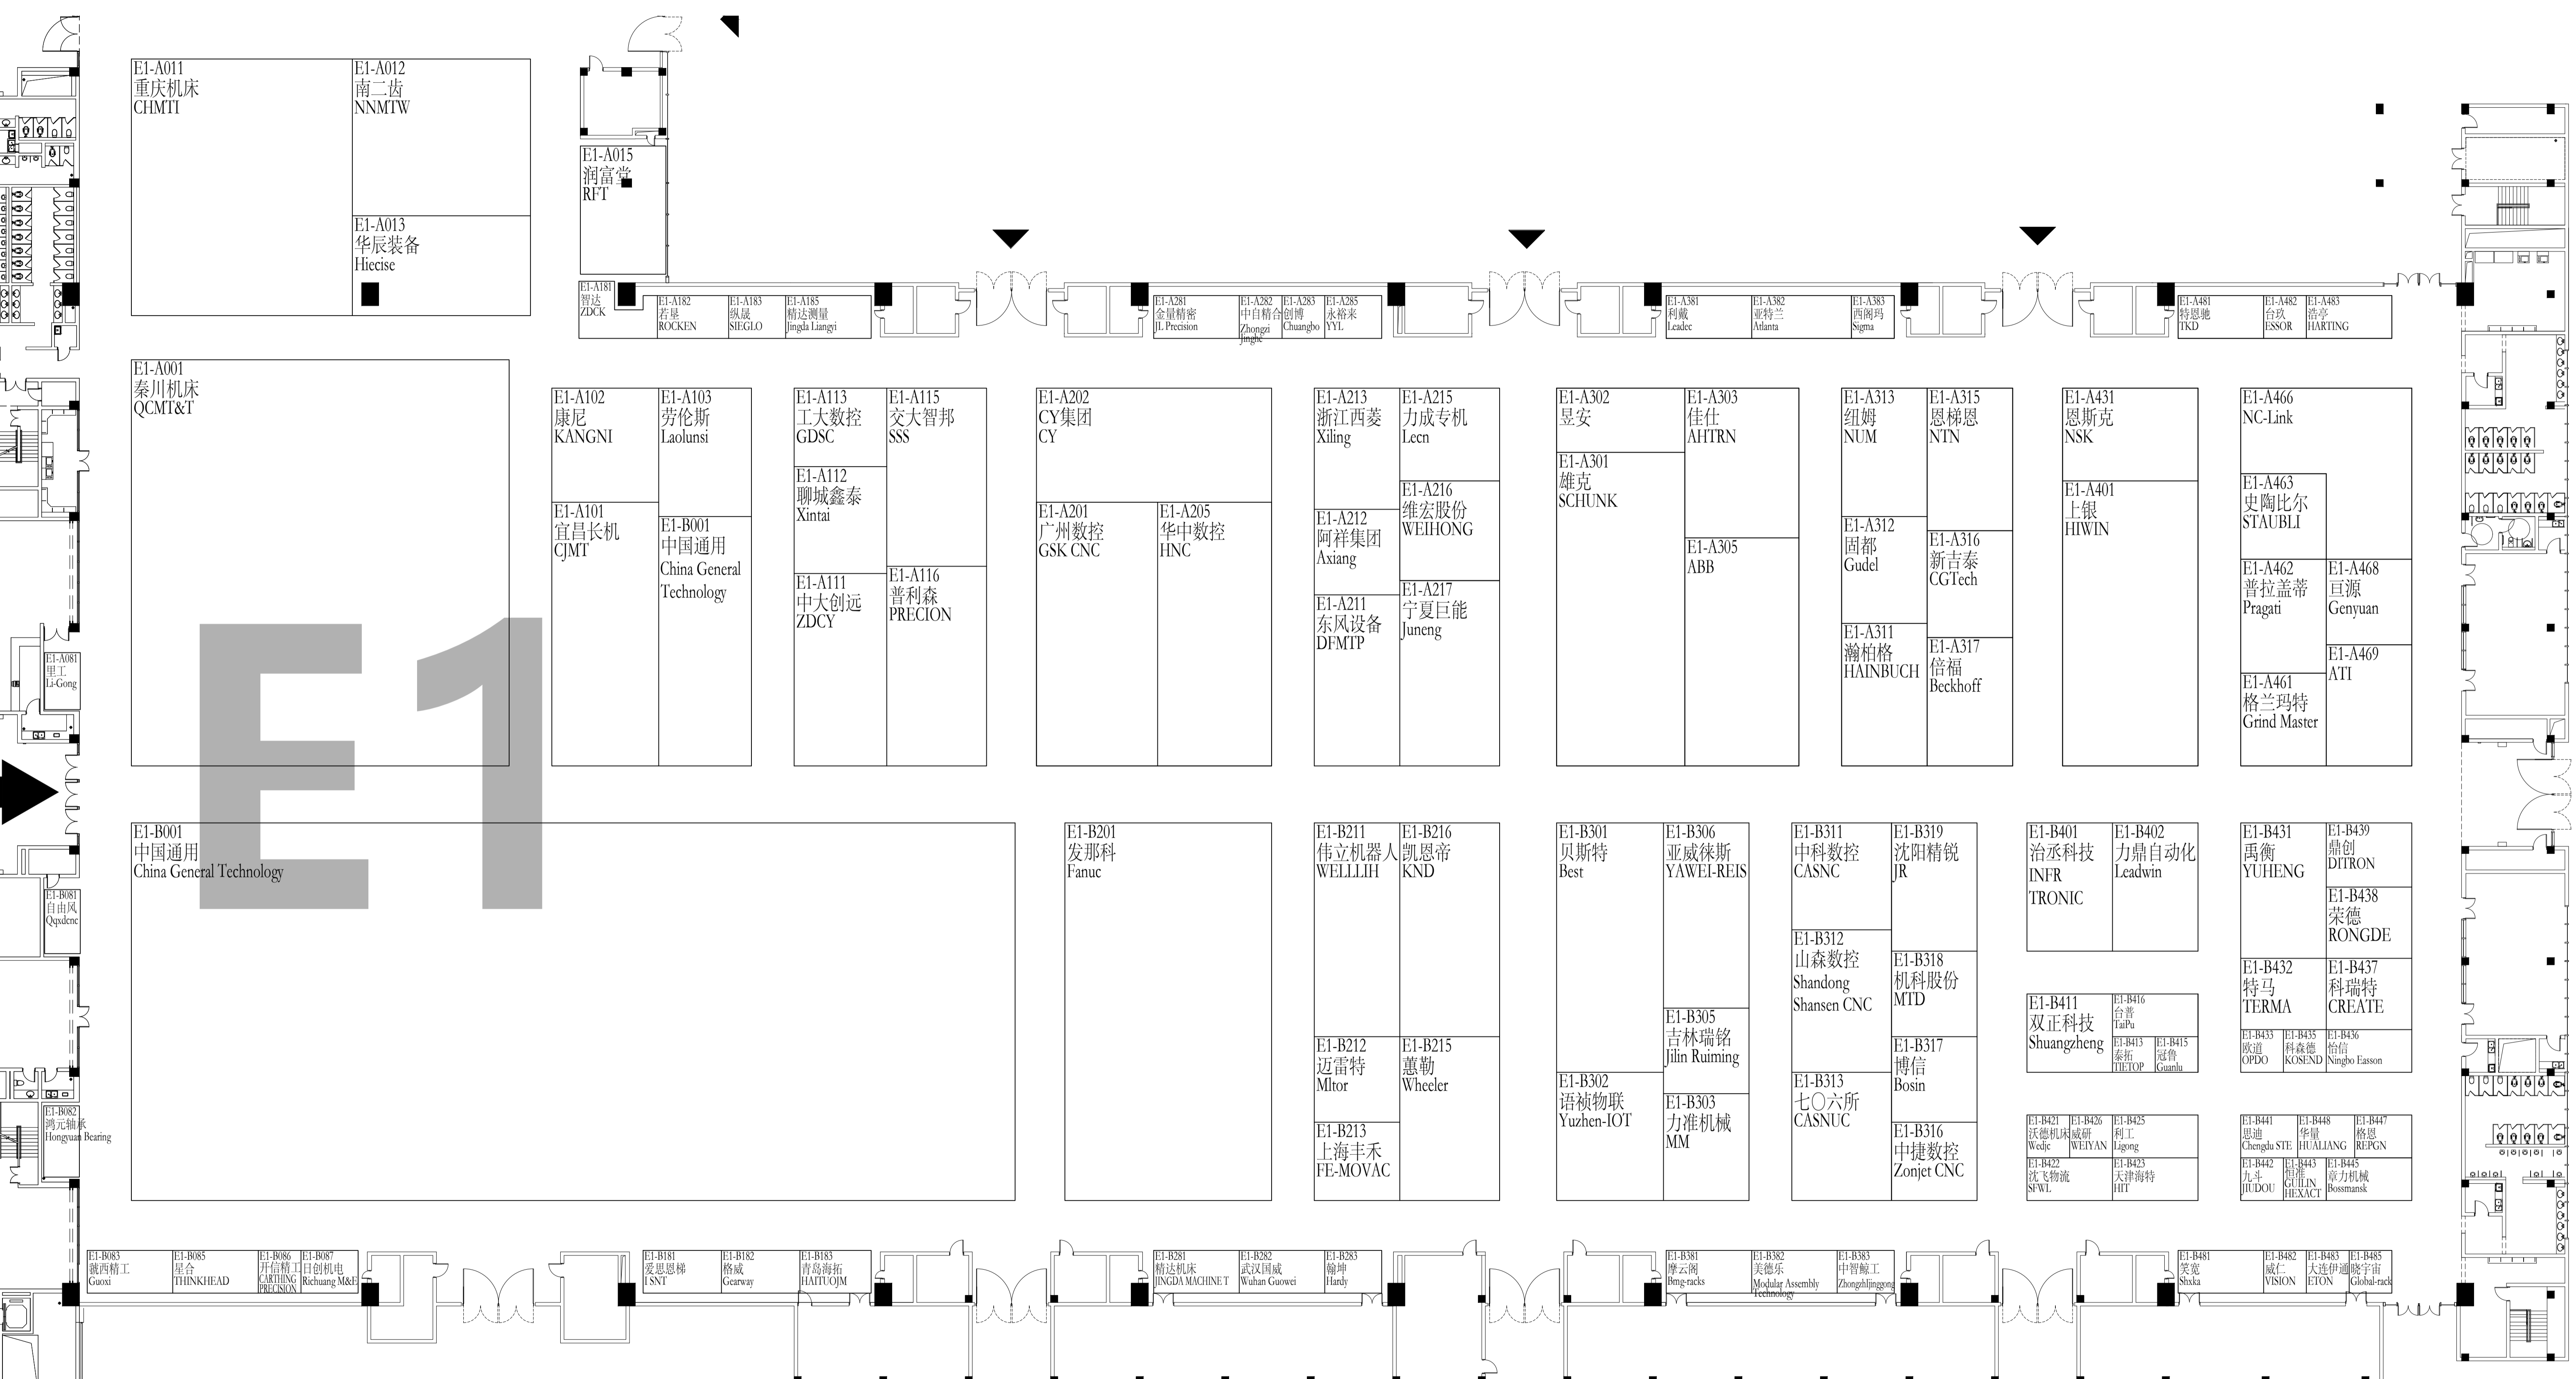 E1-A011
重庆机床
CHMTI
E1-A012
南二齿
NNMTW
E1-A013
华辰装备
Hiecise
E1-A015
润富堂
RFT
E1-A181
智达
ZDCK
E1-A182
若垦
ROCKEN
E1-A183
纵晟
SIEGLO
E1-A185
精达测量
Jingda Liangyi
E1-A281
金量精密
JL Precision
E1-A282
中自精合
Zhongzi
Jinghe
E1-A283
创博
Chuangbo
E1-A285
永裕来
YYL
E1-A381
利戴
Leadec
E1-A382
亚特兰
Atlanta
E1-A383
西阁玛
Sigma
E1-A481
特恩驰
TKD
E1-A482
台玖
ESSOR
E1-A483
浩亭
HARTING
E1-A001
秦川机床
QCMT&T
E1-A102
康尼
KANGNI
E1-A103
劳伦斯
Laolunsi
E1-A101
宜昌长机
CJMT
E1-B001
中国通用
China General
Technology
E1-A113
工大数控
GDSC
E1-A115
交大智邦
SSS
E1-A112
聊城鑫泰
Xintai
E1-A111
中大创远
ZDCY
E1-A116
普利森
PRECION
E1-A202
CY集团
CY
E1-A201
广州数控
GSK CNC
E1-A205
华中数控
HNC
E1-A213
浙江西菱
Xiling
E1-A215
力成专机
Lecn
E1-A212
阿祥集团
Axiang
E1-A216
维宏股份
WEIHONG
E1-A211
东风设备
DFMTP
E1-A217
宁夏巨能
Juneng
E1-A302
昱安
E1-A303
佳仕
AHTRN
E1-A301
雄克
SCHUNK
E1-A305
ABB
E1-A313
纽姆
NUM
E1-A315
恩梯恩
NTN
E1-A312
固都
Gudel
E1-A316
新吉泰
CGTech
E1-A311
瀚柏格
HAINBUCH
E1-A317
倍福
Beckhoff
E1-A431
恩斯克
NSK
E1-A401
上银
HIWIN
E1-A466
NC-Link
E1-A463
史陶比尔
STAUBLI
E1-A462
普拉盖蒂
Pragati
E1-A468
亘源
Genyuan
E1-A461
格兰玛特
Grind Master
E1-A469
ATI
E1-A081
里工
Li-Gong
E1
E1-B001
中国通用
China General Technology
E1-B081
自由风
Qqxdcnc
E1-B082
鸿元轴承
Hongyuan Bearing
E1-B201
发那科
Fanuc
E1-B211
伟立机器人
WELLLIH
E1-B216
凯恩帝
KND
E1-B212
迈雷特
Mltor
E1-B215
蕙勒
Wheeler
E1-B213
上海丰禾
FE-MOVAC
E1-B301
贝斯特
Best
E1-B306
亚威徕斯
YAWEI-REIS
E1-B305
吉林瑞铭
Jilin Ruiming
E1-B302
语祯物联
Yuzhen-IOT
E1-B303
力准机械
MM
E1-B311
中科数控
CASNC
E1-B319
沈阳精锐
JR
E1-B312
山森数控
Shandong
Shansen CNC
E1-B318
机科股份
MTD
E1-B317
博信
Bosin
E1-B313
七〇六所
CASNUC
E1-B316
中捷数控
Zonjet CNC
E1-B401
治丞科技
INFR
TRONIC
E1-B402
力鼎自动化
Leadwin
E1-B411
双正科技
Shuangzheng
E1-B416
台普
TaiPu
E1-B413
泰拓
TIETOP
E1-B415
冠鲁
Guanlu
E1-B421
沃德机床
Wedjc
E1-B426
威研
WEIYAN
E1-B425
利工
Ligong
E1-B422
沈飞物流
SFWL
E1-B423
天津海特
HIT
E1-B431
禹衡
YUHENG
E1-B439
鼎创
DITRON
E1-B438
荣德
RONGDE
E1-B432
特马
TERMA
E1-B437
科瑞特
CREATE
E1-B433
欧道
OPDO
E1-B435
科森德
KOSEND
E1-B436
怡信
Ningbo Easson
E1-B441
思迪
Chengdu STE
E1-B448
华量
HUALIANG
E1-B447
格恩
REPGN
E1-B442
九斗
JIUDOU
E1-B443
恒准
GUILIN
HEXACT
E1-B445
章力机械
Bossmansk
E1-B083
虢西精工
Guoxi
E1-B085
星合
THINKHEAD
E1-B086
开信精工
CARTHING
PRECISION
E1-B087
日创机电
Richuang M&E
E1-B181
爱思恩梯
I SNT
E1-B182
格威
Gearway
E1-B183
青岛海拓
HAITUOJM
E1-B281
精达机床
JINGDA MACHINE T
E1-B282
武汉国威
Wuhan Guowei
E1-B283
翰坤
Hardy
E1-B381
摩云阁
Bmg-racks
E1-B382
美德乐
Modular Assembly
Technology
E1-B383
中智鲸工
Zhongzhijinggong
E1-B481
笑宽
Shxka
E1-B482
威仁
VISION
E1-B483
大连伊通
ETON
E1-B485
晓宇宙
Global-rack